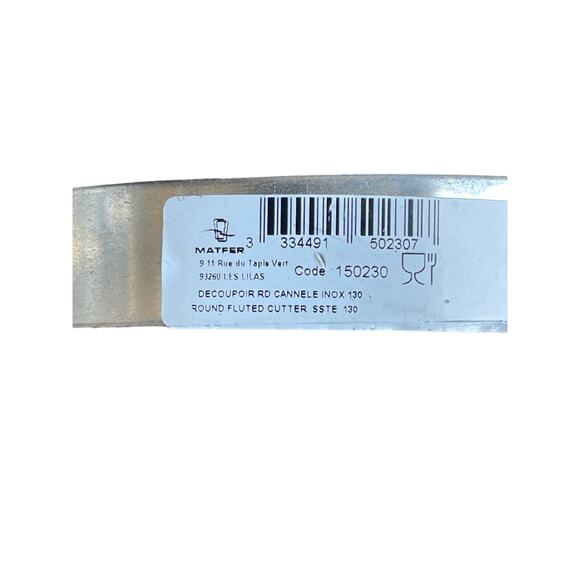 MATFER
3 334491 502307
9 11 Rue du Tapis Vert
93260 LES LILAS
Code 150230
DECOUPOIR RD CANNELE INOX 130
ROUND FLUTED CUTTER SSTE 130